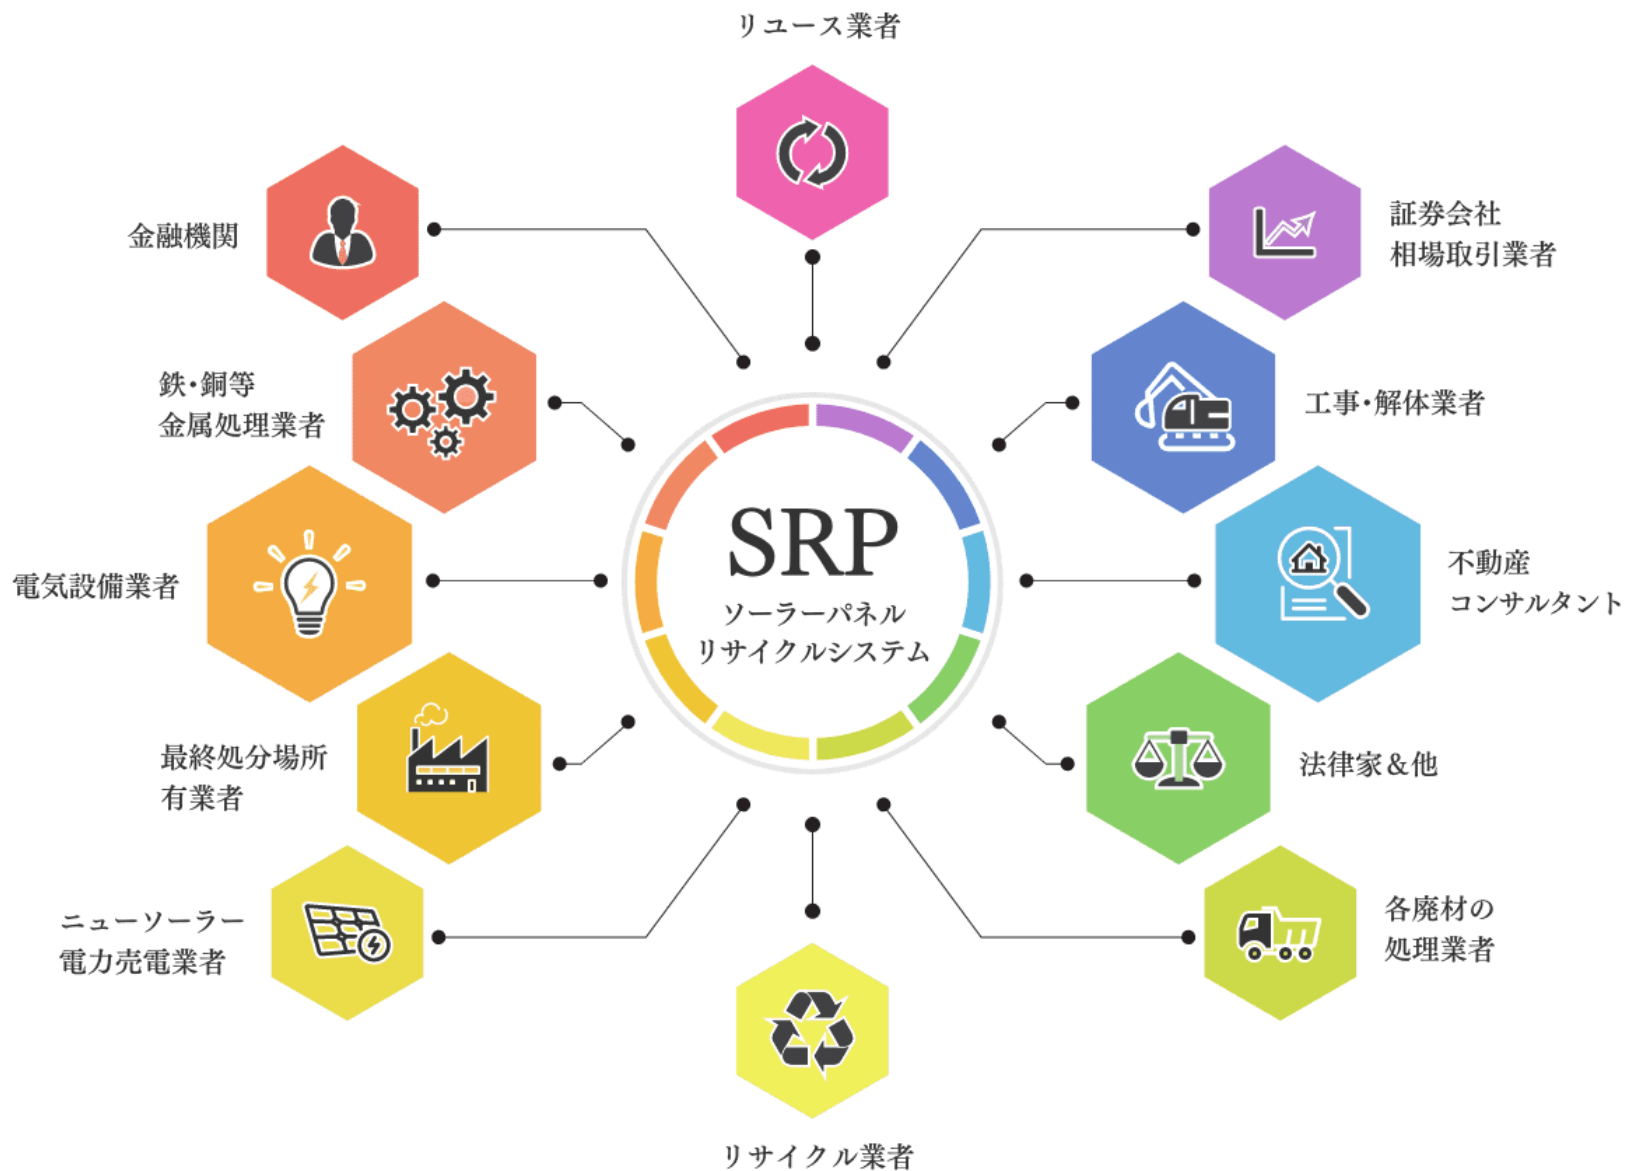 リユース業者
金融機関
証券会社
相場取引業者
鉄・銅等
金属処理業者
工事・解体業者
SRP
ソーラーパネル
リサイクルシステム
電気設備業者
不動産
コンサルタント
最終処分場所
有業者
法律家＆他
ニューソーラー
電力売電業者
各廃材の
処理業者
リサイクル業者